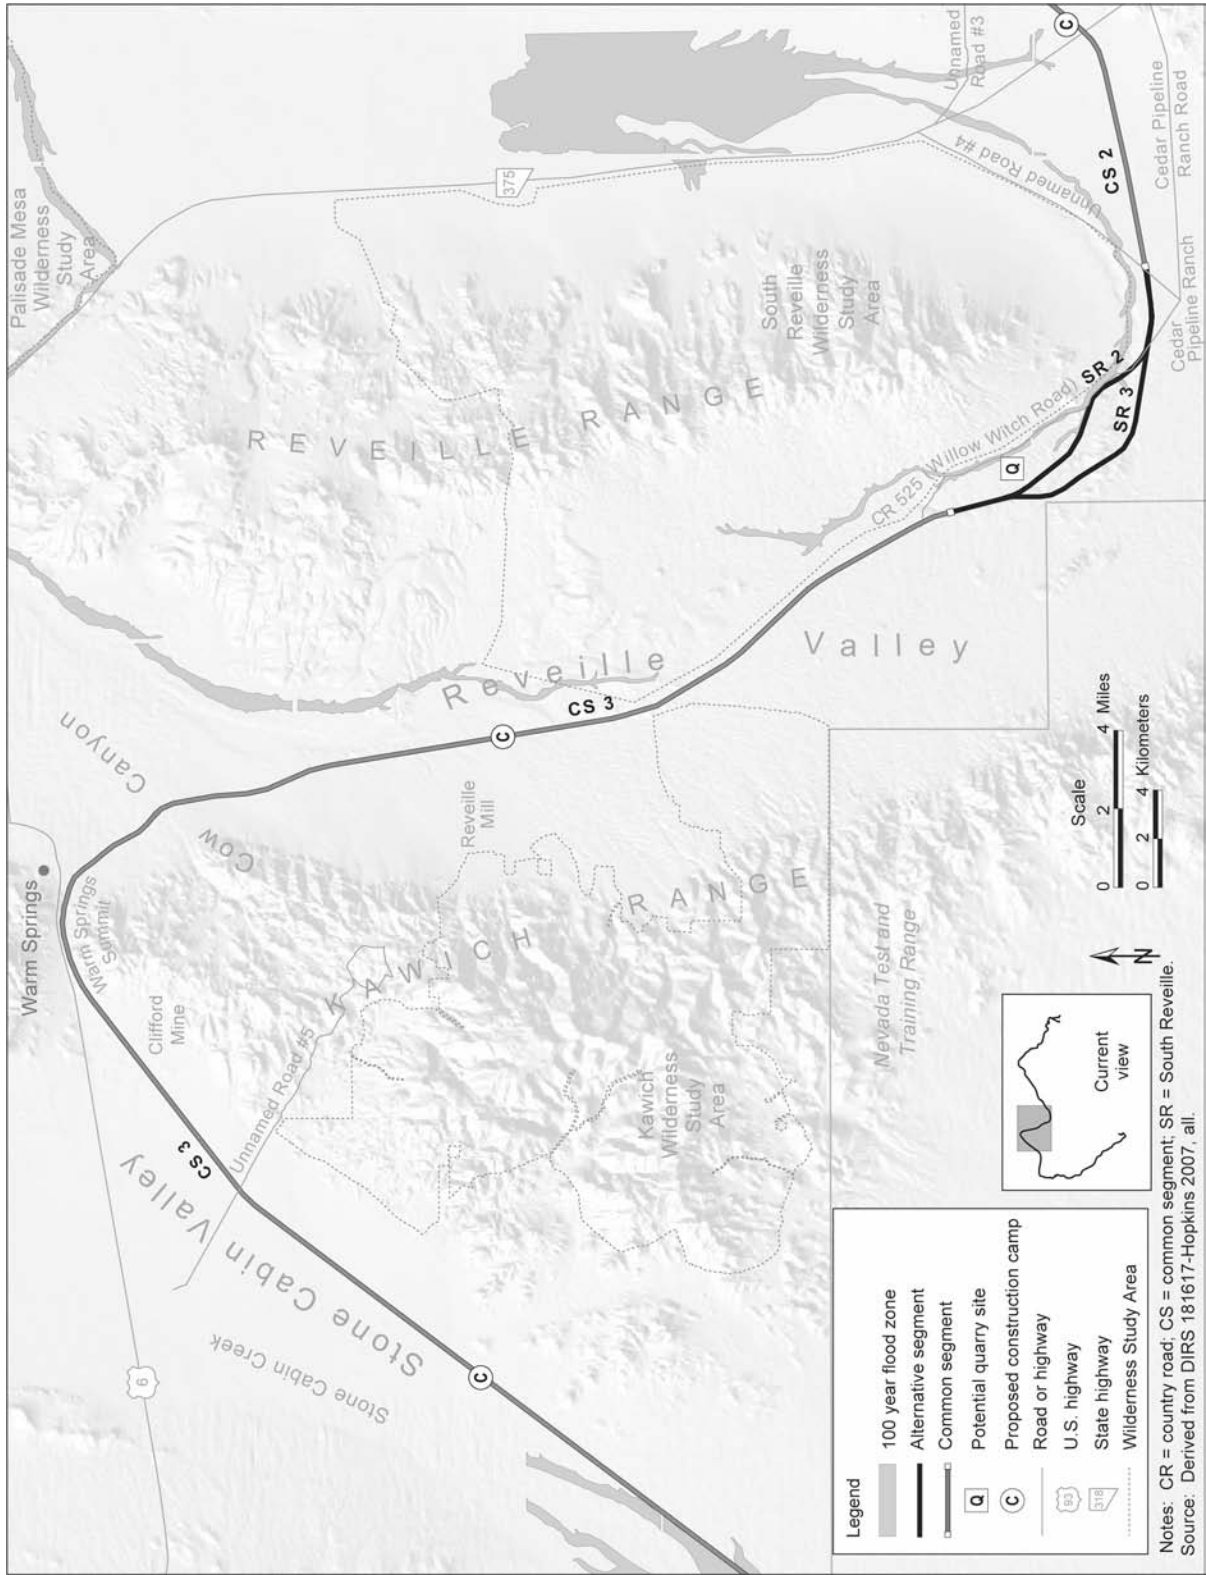 Palisade Mesa
Wilderness
Study
Area
Warm Springs
Warm Springs
Summit
Canyon
Cow
Clifford
Mine
6
CS 3
Unnamed Road #5
Stone Cabin Valley
Stone Cabin Creek
C
KAWICH
RANGE
Kawich
Wilderness
Study
Area
Reveille
Mill
C
CS 3
Reveille
Valley
REVEILLE
RANGE
375
South
Reveille
Wilderness
Study
Area
Unnamed
Road #3
Unnamed Road #4
C
CS 2
Cedar Pipeline
Ranch Road
Cedar
Pipeline Ranch
CR 525 (Willow Witch Road)
Q
SR 2
SR 3
Nevada Test and
Training Range
Scale
0 2 4 Miles
0 2 4 Kilometers
N
Current
view
Legend
100 year flood zone
Alternative segment
Common segment
Q Potential quarry site
C Proposed construction camp
Road or highway
93 U.S. highway
318 State highway
Wilderness Study Area
Notes: CR = country road; CS = common segment; SR = South Reveille.
Source: Derived from DIRS 181617-Hopkins 2007, all.